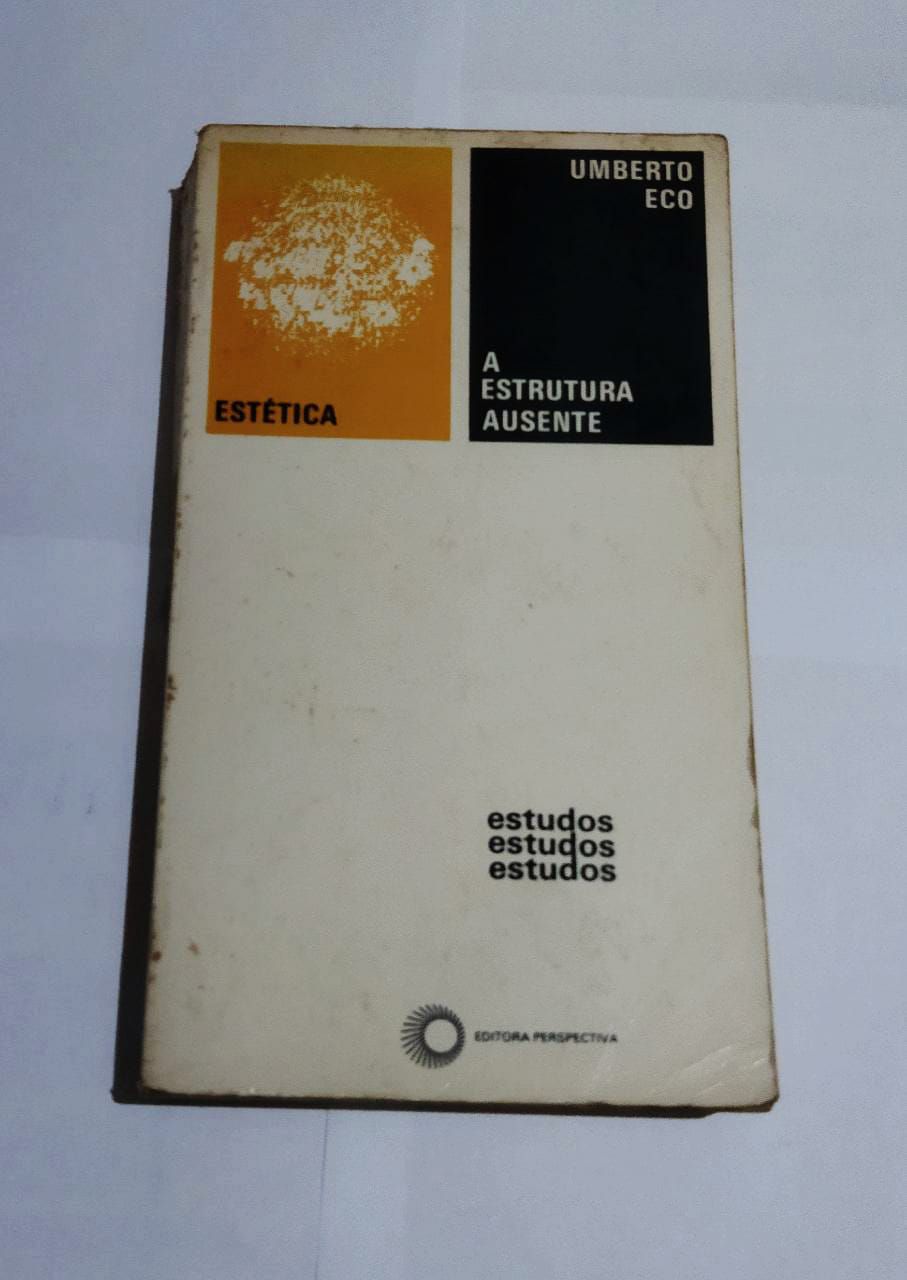 UMBERTO
ECO
ESTÉTICA
A
ESTRUTURA
AUSENTE
estudos
estudos
estudos
EDITORA PERSPECTIVA